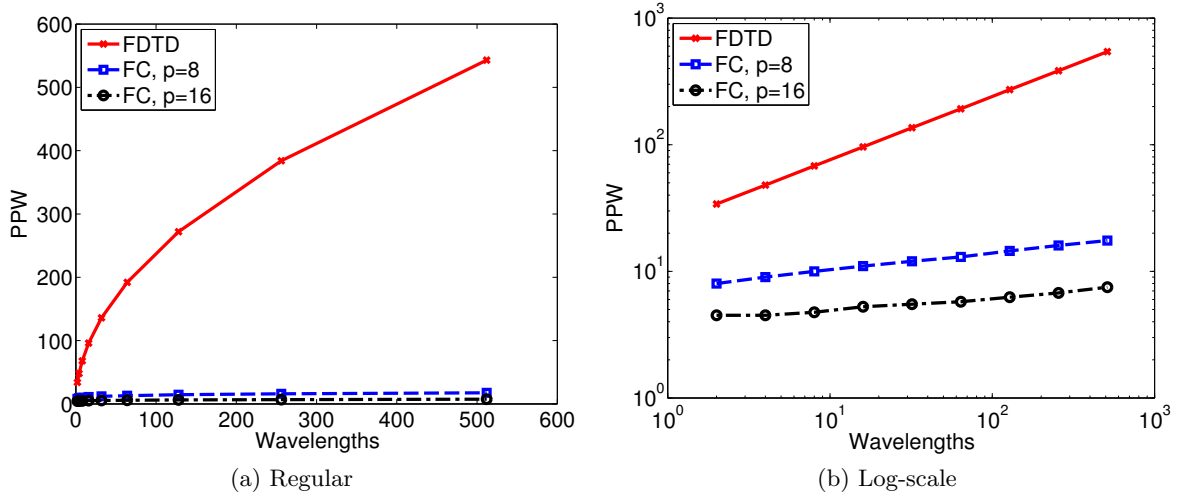 600
500
400
300
200
100
0
PPW
FDTD
FC, p=8
FC, p=16
0 100 200 300 400 500 600
Wavelengths
(a) Regular
10^3
10^2
10^1
10^0
PPW
FDTD
FC, p=8
FC, p=16
10^0 10^1 10^2 10^3
Wavelengths
(b) Log-scale